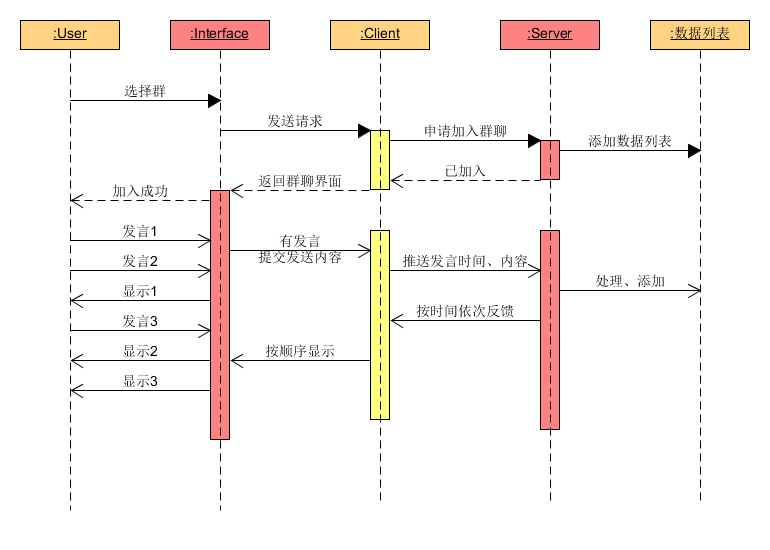 :User
:Interface
:Client
:Server
:数据列表
选择群
发送请求
申请加入群聊
添加数据列表
已加入
返回群聊界面
加入成功
发言1
有发言
提交发送内容
发言2
推送发言时间、内容
处理、添加
显示1
按时间依次反馈
发言3
显示2
按顺序显示
显示3